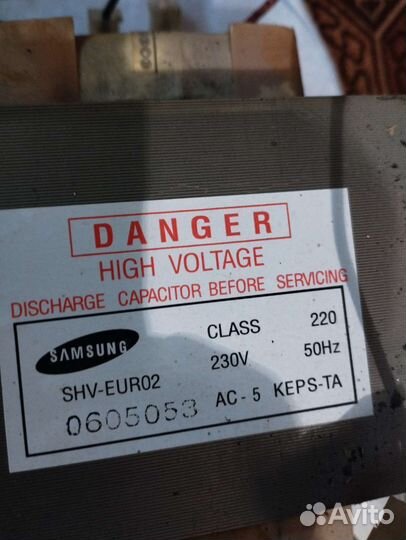 DANGER
HIGH VOLTAGE
DISCHARGE CAPACITOR BEFORE SERVICING
SAMSUNG
CLASS 220
SHV-EUR02 230V 50Hz
0605053 AC-5 KEPS-TA
Avito